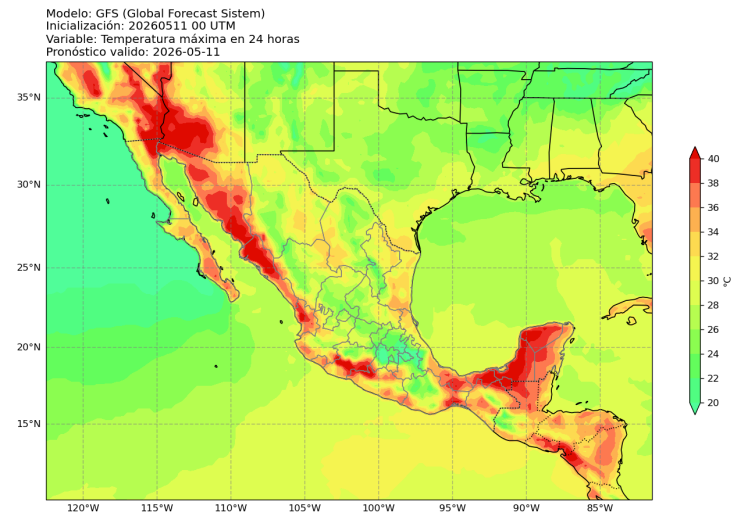 Modelo: GFS (Global Forecast Sistem)
Inicialización: 20260511 00 UTM
Variable: Temperatura máxima en 24 horas
Pronóstico valido: 2026-05-11
35°N
30°N
25°N
20°N
15°N
120°W 115°W 110°W 105°W 100°W 95°W 90°W 85°W
40
38
36
34
32
30
28
26
24
22
20
°C